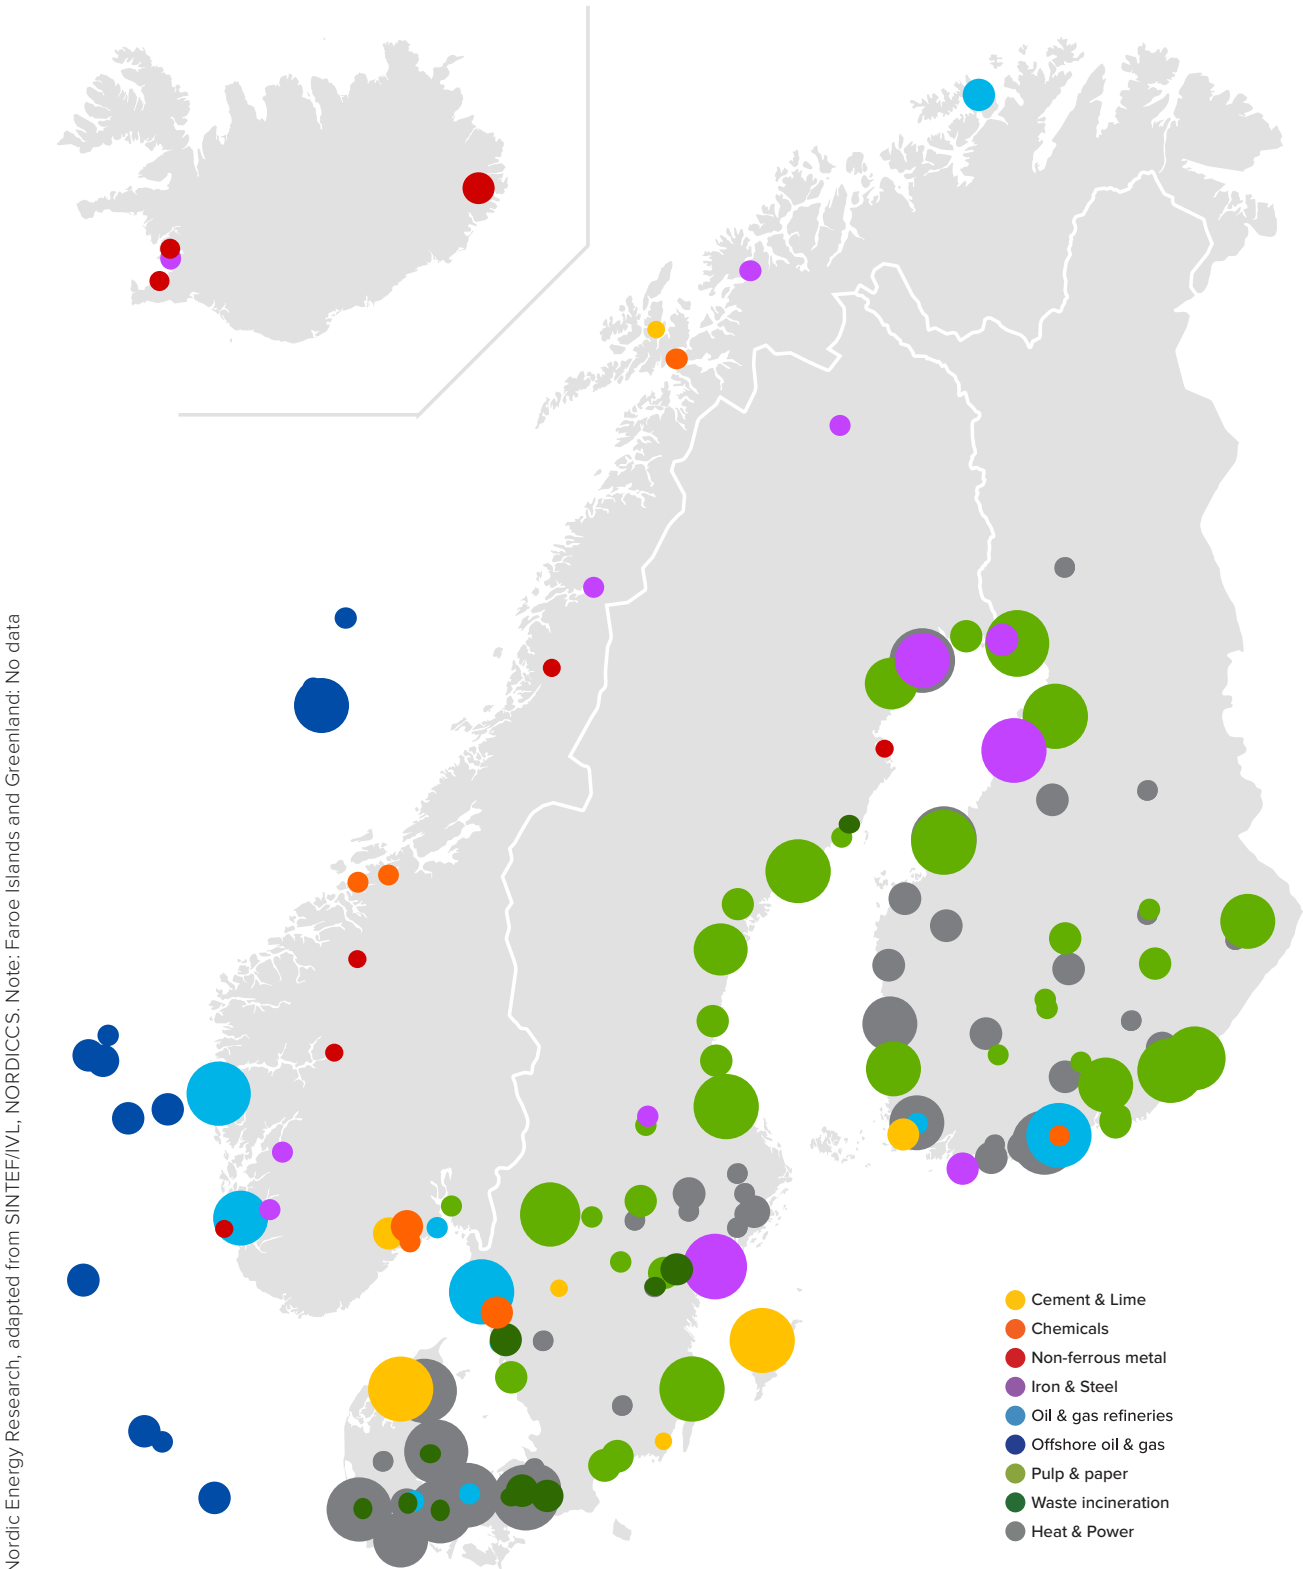 Nordic Energy Research, adapted from SINTEF/IVL, NORDICCS. Note: Faroe Islands and Greenland: No data
Cement & Lime
Chemicals
Non-ferrous metal
Iron & Steel
Oil & gas refineries
Offshore oil & gas
Pulp & paper
Waste incineration
Heat & Power